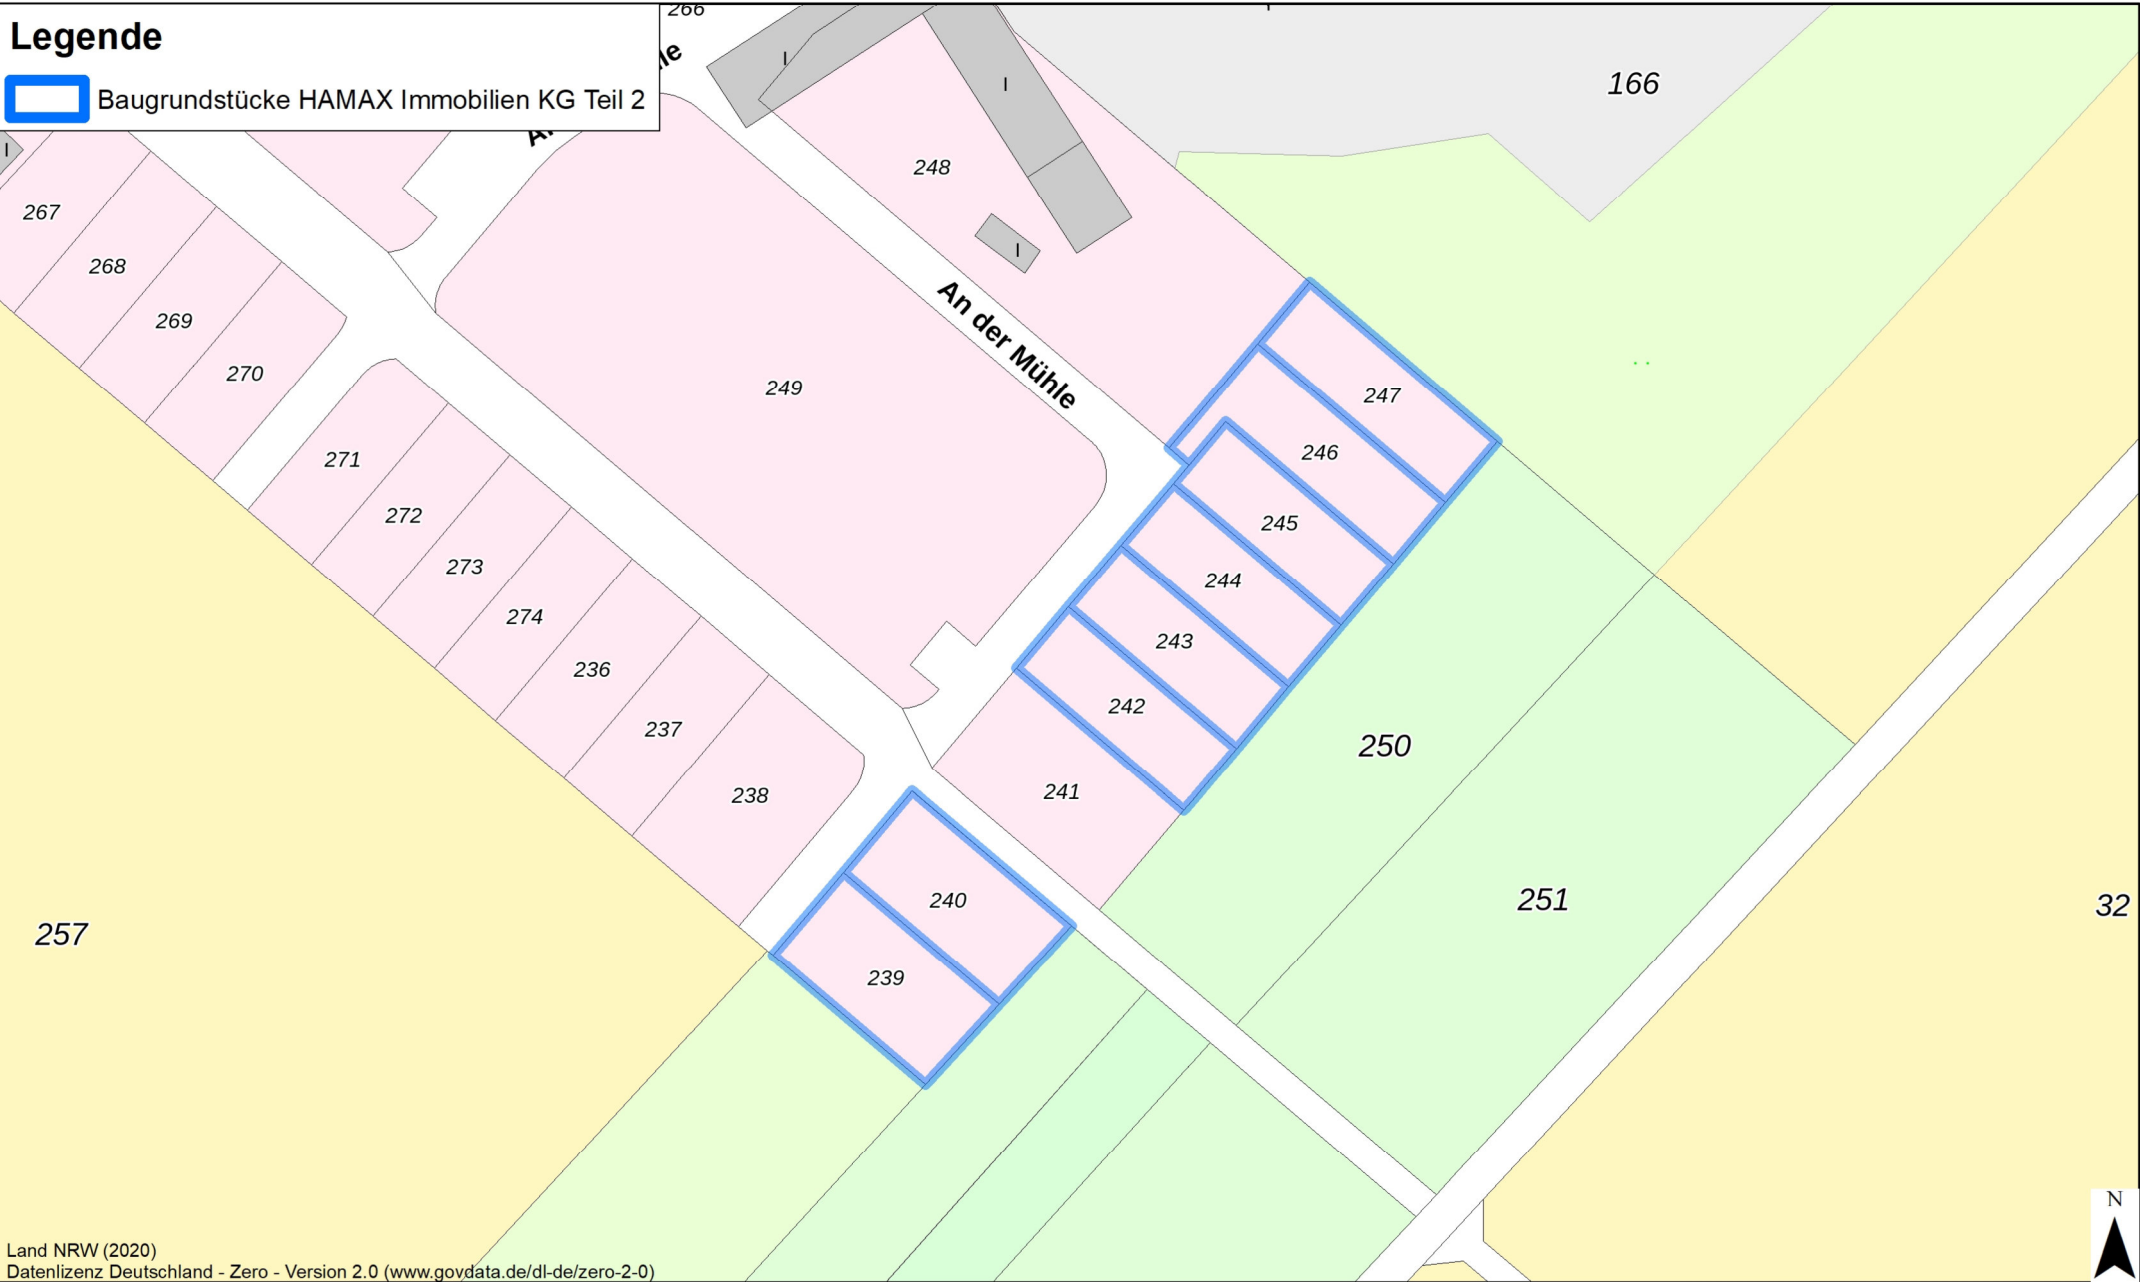 Legende
Baugrundstücke HAMAX Immobilien KG Teil 2
266
I
I
166
I
248
267
I
268
An der Mühle
269
270
249
247
271
246
272
245
273
244
274
243
236
242
237
250
241
238
240
251
32
257
239
N
Land NRW (2020)
Datenlizenz Deutschland - Zero - Version 2.0 (www.govdata.de/dl-de/zero-2-0)